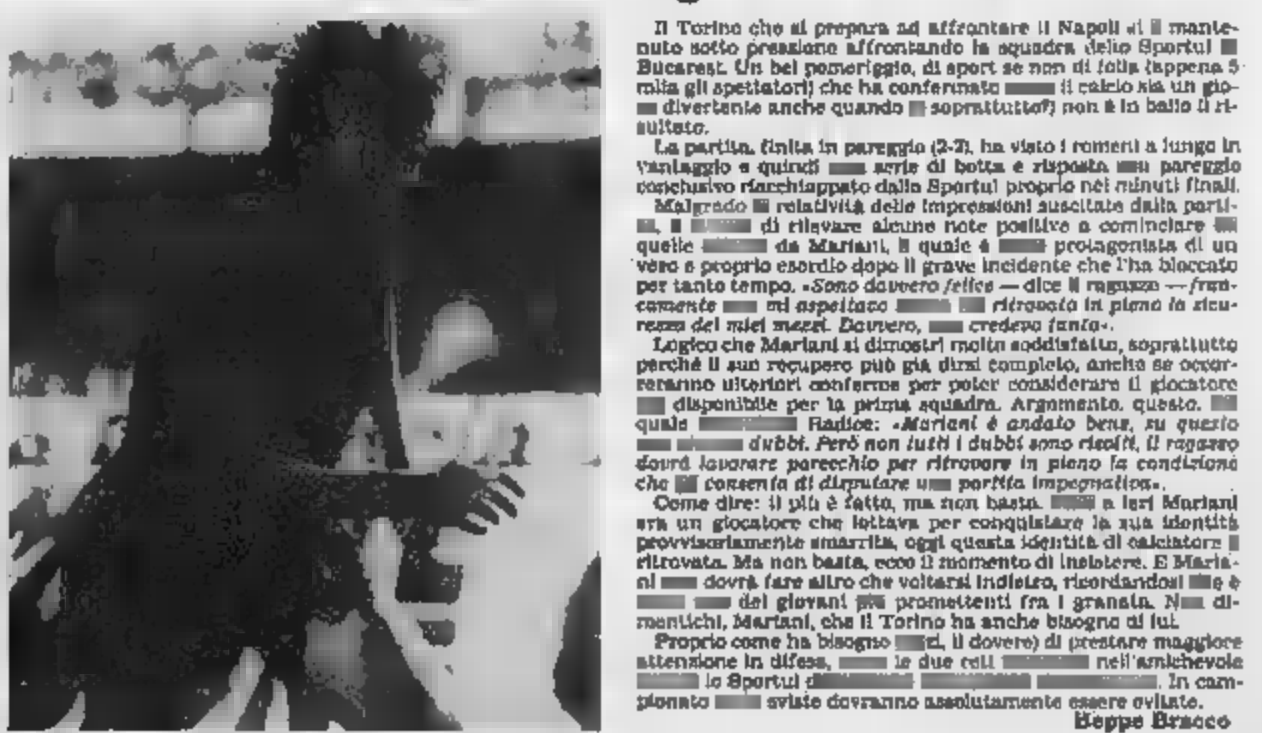 Il Torino che si prepara ad affrontare il Napoli si mante-
nuto sotto pressione affrontando la squadra dello Sportul
Bucarest. Un bel pomeriggio, di sport se non di folla (appena 5
mila gli spettatori) che ha confermato il calcio sia un gio-
divertente anche quando soprattutto?) non è in ballo il ri-
sultato.
La partita, finita in pareggio (2-2), ha visto i romeni a lungo in
vantaggio e quindi serie di botta e risposta pareggio
conclusivo riacchiappato dallo Sportul proprio nei minuti finali.
Malgrado relatività delle impressioni suscitate dalla parti-
di rilevare alcune note positive a cominciare
quelle da Mariani, il quale è protagonista di un
vero e proprio esordio dopo il grave incidente che l'ha bloccato
per tanto tempo. «Sono davvero felice — dice il ragazzo — fran-
camente mi aspettavo ritrovato in pieno la sicu-
rezza dei miei mezzi. Davvero, credevo tanto».
Logico che Mariani si dimostri molto soddisfatto, soprattutto
perché il suo recupero può già dirsi completo, anche se occor-
reranno ulteriori conferme per poter considerare il giocatore
disponibile per la prima squadra. Argomento, questo,
quale Radice: «Mariani è andato bene, su questo
dubbi. Però non tutti i dubbi sono risolti, il ragazzo
dovrà lavorare parecchio per ritrovare in pieno la condizione
che consenta di disputare una partita impegnativa».
Come dire: il più è fatto, ma non basta. a ieri Mariani
era un giocatore che lottava per conquistare la sua identità
provvisoriamente smarrita, oggi questa identità di calciatore
ritrovata. Ma non basta, ecco il momento di insistere. E Maria-
ni dovrà fare altro che voltarsi indietro, ricordandosi è
dei giovani più promettenti fra i granata. Non di-
mentichi, Mariani, che il Torino ha anche bisogno di lui.
Proprio come ha bisogno il dovere) di prestare maggiore
attenzione in difesa, le due reti nell'amichevole
lo Sportul In cam-
pionato sviste dovranno assolutamente essere evitate.
Beppe Bracco